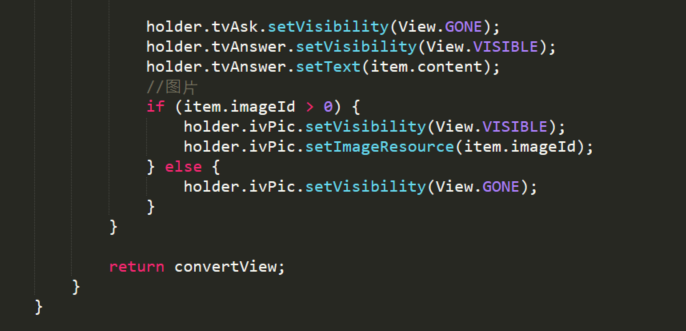 holder.tvAsk.setVisibility(View.GONE);
holder.tvAnswer.setVisibility(View.VISIBLE);
holder.tvAnswer.setText(item.content);
//图片
if (item.imageId > 0) {
holder.ivPic.setVisibility(View.VISIBLE);
holder.ivPic.setImageResource(item.imageId);
} else {
holder.ivPic.setVisibility(View.GONE);
}
}
return convertView;
}
}